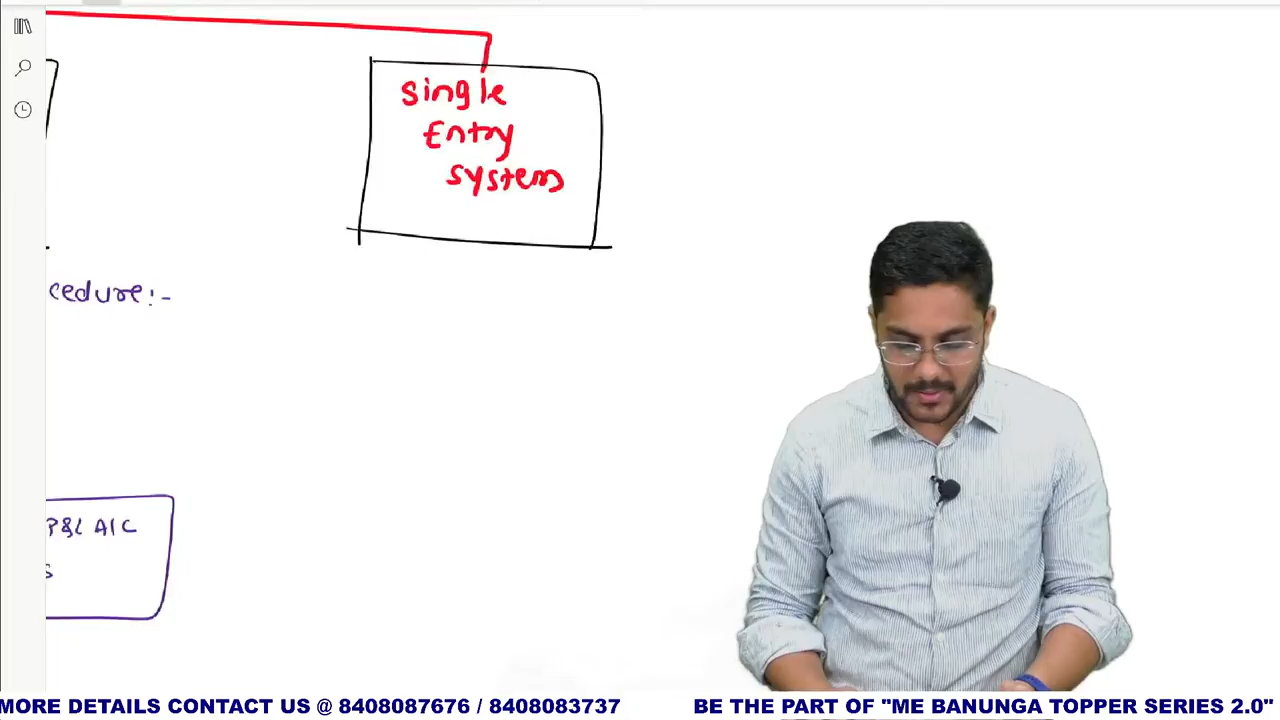 single
Entry
system
cedure:-
P&L A/C
s
MORE DETAILS CONTACT US @ 8408087676 / 8408083737 BE THE PART OF "ME BANUNGA TOPPER SERIES 2.0"